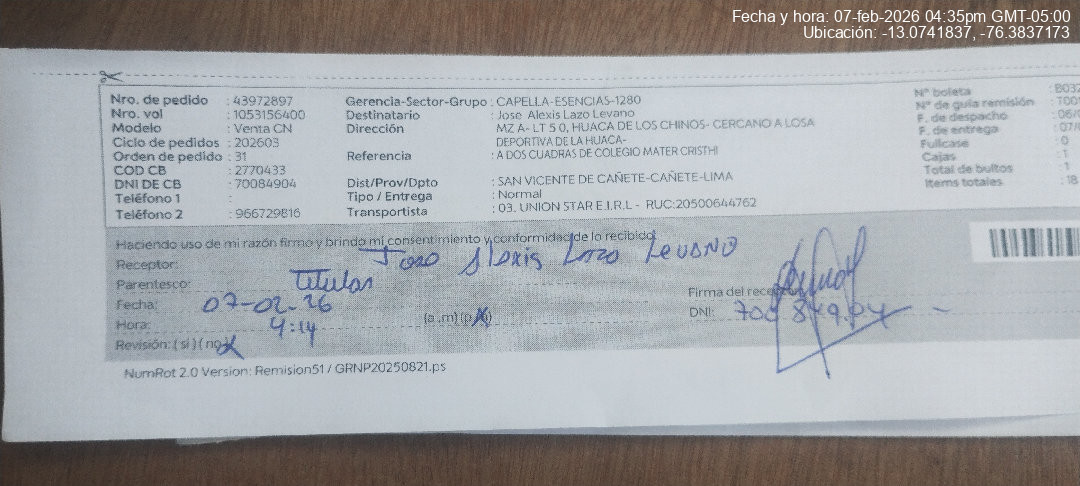 Fecha y hora: 07-feb-2026 04:35pm GMT-05:00
Ubicación: -13.0741837, -76.3837173
Nro. de pedido : 43972897
Nro. vol : 1053156400
Modelo : Venta CN
Ciclo de pedidos : 202603
Orden de pedido : 31
COD CB : 2770433
DNI DE CB : 70084904
Teléfono 1 :
Teléfono 2 : 966729816
Gerencia-Sector-Grupo : CAPELLA-ESENCIAS-1280
Destinatario : Jose Alexis Lazo Levano
Dirección MZ A- LT 5 0, HUACA DE LOS CHINOS- CERCANO A LOSA
DEPORTIVA DE LA HUACA-
Referencia : A DOS CUADRAS DE COLEGIO MATER CRISTHI
Dist/Prov/Dpto : SAN VICENTE DE CAÑETE-CAÑETE-LIMA
Tipo / Entrega : Normal
Transportista : 03. UNION STAR E.I.R.L - RUC:20500644762
N° boleta : B032
N° de guía remisión
F. de despacho
F. de entrega : 07/
Fullcase : 0
Cajas : 1
Total de bultos : 1
Items totales : 18
Haciendo uso de mi razón firmo y brindo mi consentimiento y conformidad de lo recibido
Receptor: Jose Alexis Lazo Levano
Parentesco: Titular
Fecha: 07-02-26
Hora: 4:14 (a.m) (p.m)
Revisión: ( si ) ( no )
Firma del receptor
DNI: 70084904
NumRot 2.0 Version: Remision51 / GRNP20250821.ps